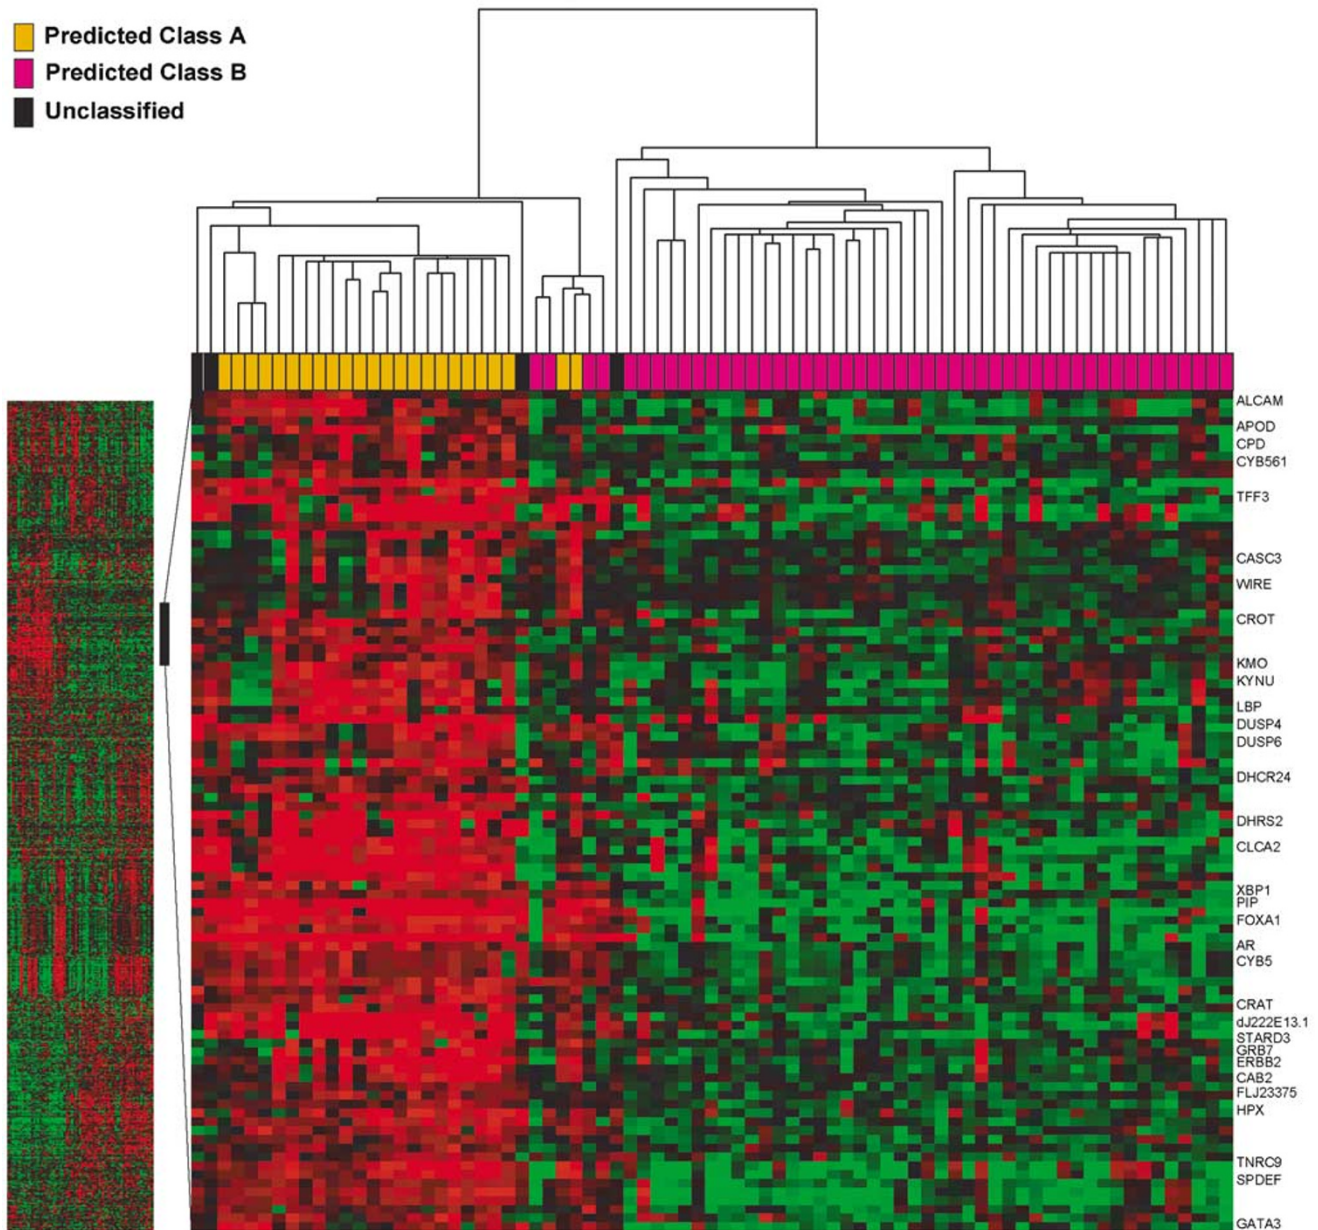 Predicted Class A
Predicted Class B
Unclassified
ALCAM
APOD
CPD
CYB561
TFF3
CASC3
WIRE
CROT
KMO
KYNU
LBP
DUSP4
DUSP6
DHCR24
DHRS2
CLCA2
XBP1
PIP
FOXA1
AR
CYB5
CRAT
dJ222E13.1
STARD3
GRB7
ERBB2
CAB2
FLJ23375
HPX
TNRC9
SPDEF
GATA3